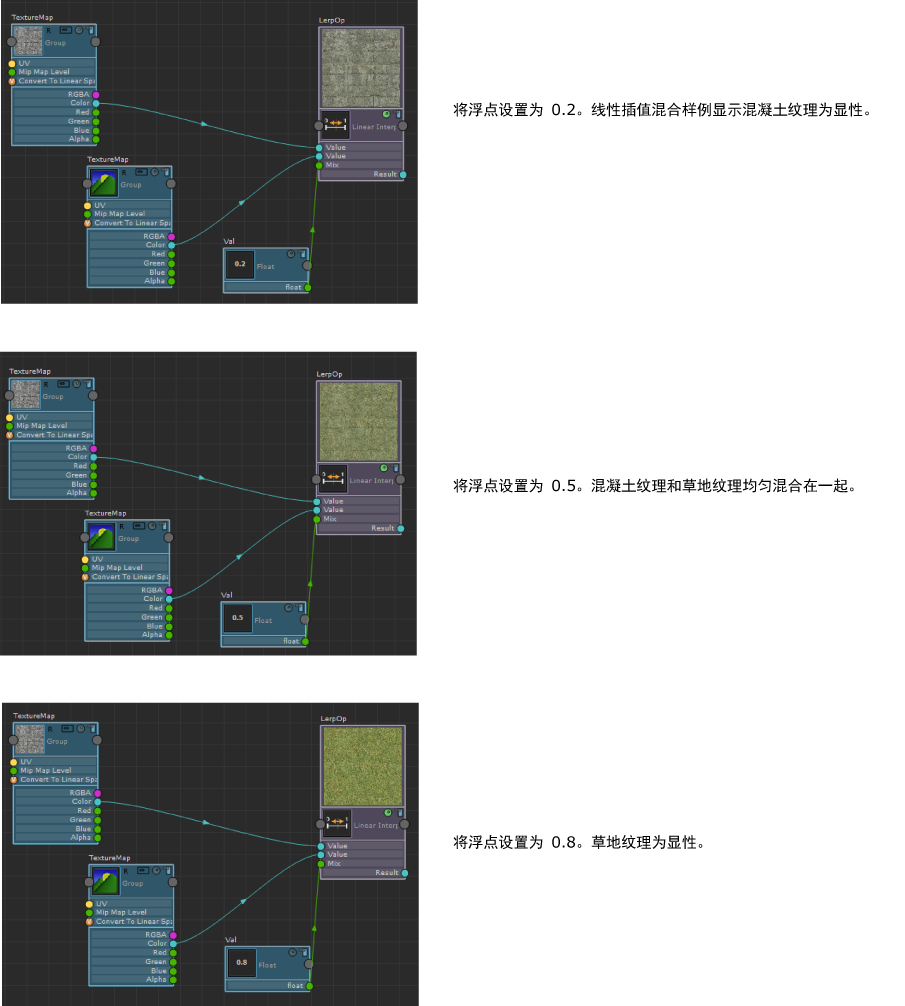 TextureMap
R
Group
UV
Mip Map Level
Convert To Linear Spa
RGBA
Color
Red
Green
Blue
Alpha
TextureMap
R
Group
UV
Mip Map Level
Convert To Linear Spa
RGBA
Color
Red
Green
Blue
Alpha
Val
0.2
Float
float
LerpOp
Linear Interp
Value
Value
Mix
Result
将浮点设置为 0.2。线性插值混合样例显示混凝土纹理为显性。
TextureMap
R
Group
UV
Mip Map Level
Convert To Linear Spa
RGBA
Color
Red
Green
Blue
Alpha
TextureMap
R
Group
UV
Mip Map Level
Convert To Linear Spa
RGBA
Color
Red
Green
Blue
Alpha
Val
0.5
Float
float
LerpOp
Linear Interp
Value
Value
Mix
Result
将浮点设置为 0.5。混凝土纹理和草地纹理均匀混合在一起。
TextureMap
R
Group
UV
Mip Map Level
Convert To Linear Spa
RGBA
Color
Red
Green
Blue
Alpha
TextureMap
R
Group
UV
Mip Map Level
Convert To Linear Spa
RGBA
Color
Red
Green
Blue
Alpha
Val
0.8
Float
float
LerpOp
Linear Interp
Value
Value
Mix
Result
将浮点设置为 0.8。草地纹理为显性。